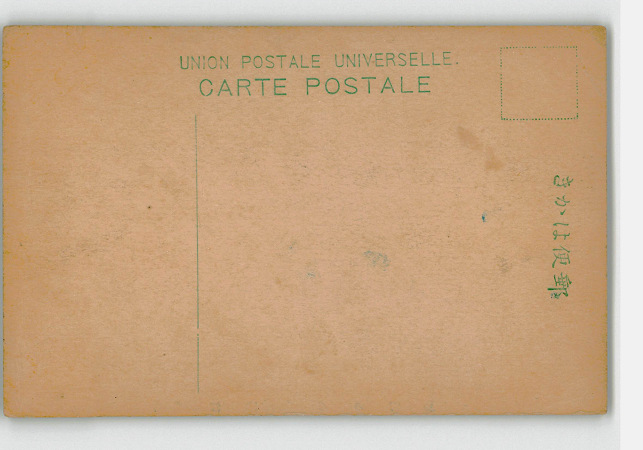 UNION POSTALE UNIVERSELLE.
CARTE POSTALE
きかは便郵